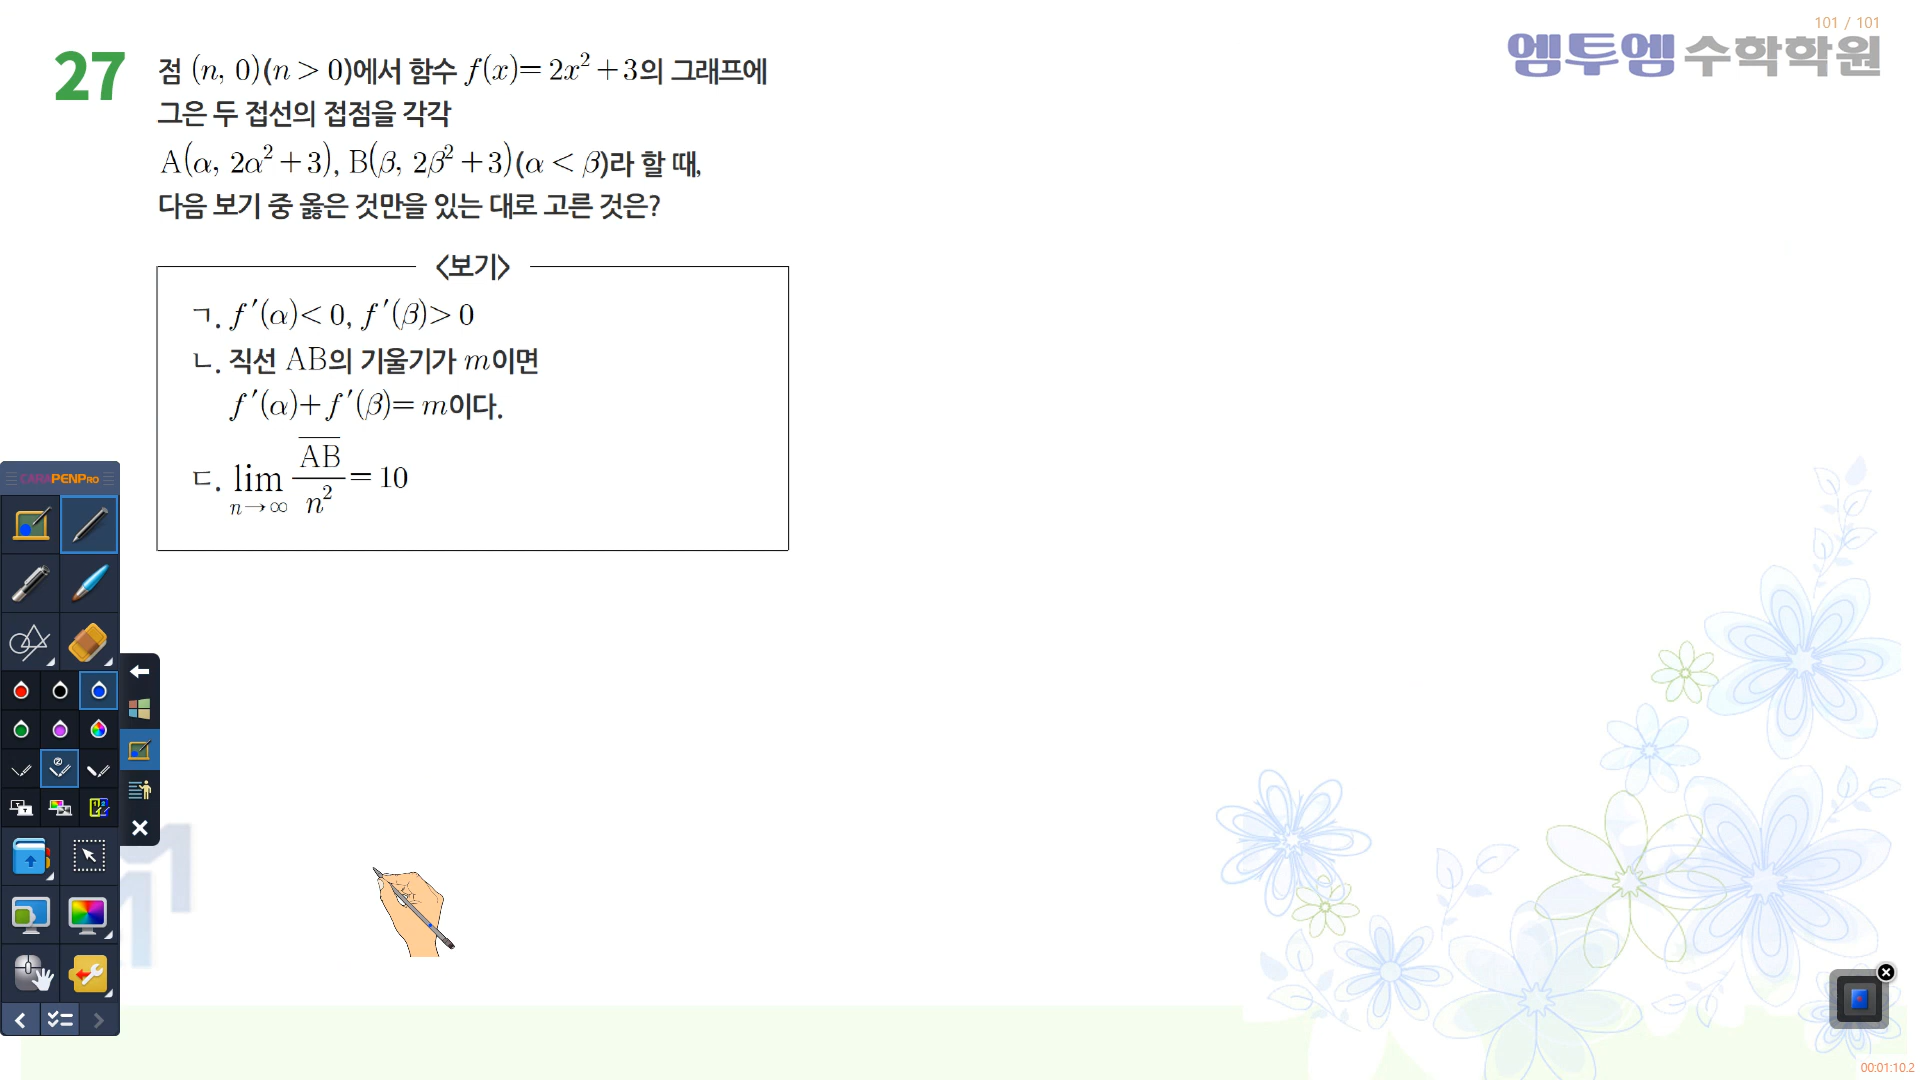 101 / 101
엠투엠 수학학원
27
점 (n, 0)(n > 0)에서 함수 f(x)= 2x² + 3의 그래프에
그은 두 접선의 접점을 각각
A(α, 2α² + 3), B(β, 2β² + 3)(α < β)라 할 때,
다음 보기 중 옳은 것만을 있는 대로 고른 것은?
<보기>
ㄱ. f ′(α)< 0, f ′(β)> 0
ㄴ. 직선 AB의 기울기가 m이면
f ′(α)+ f ′(β)= m이다.
ㄷ. lim_{n→∞} \overline{AB}/n² = 10
CARAPENPRO
00:01:10.2